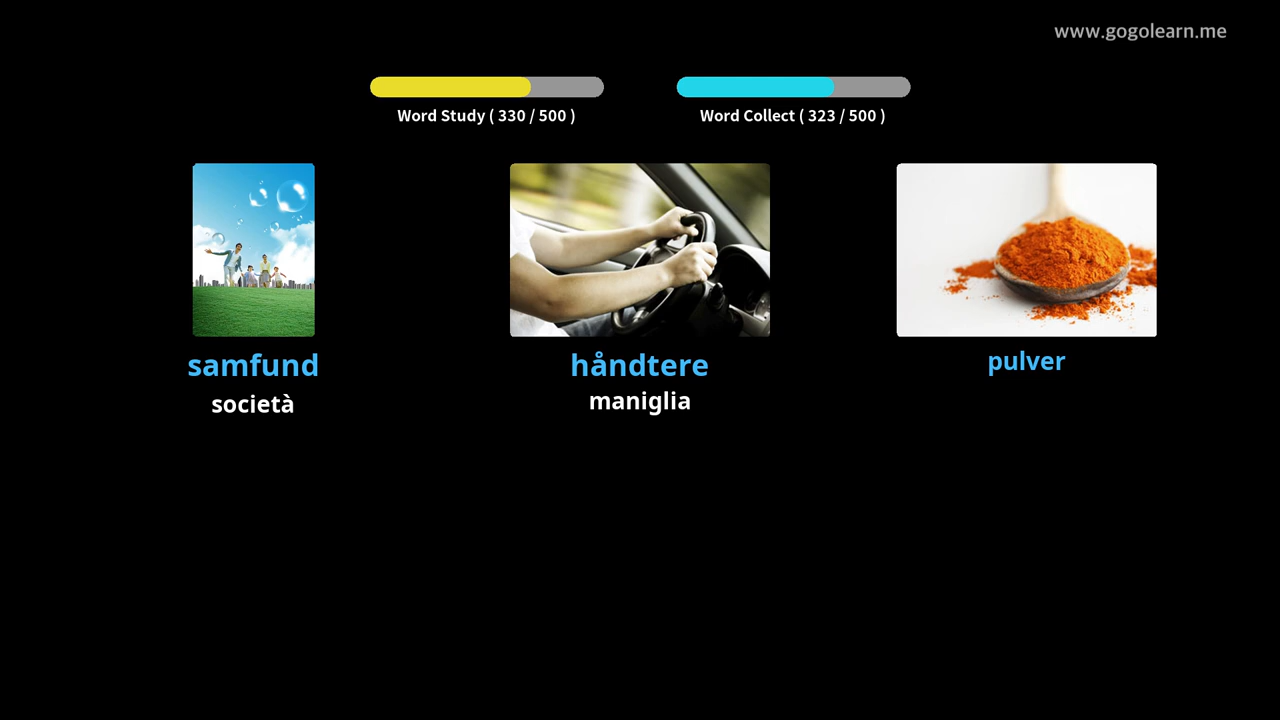 www.gogolearn.me
Word Study ( 330 / 500 )
Word Collect ( 323 / 500 )
samfund
società
håndtere
maniglia
pulver